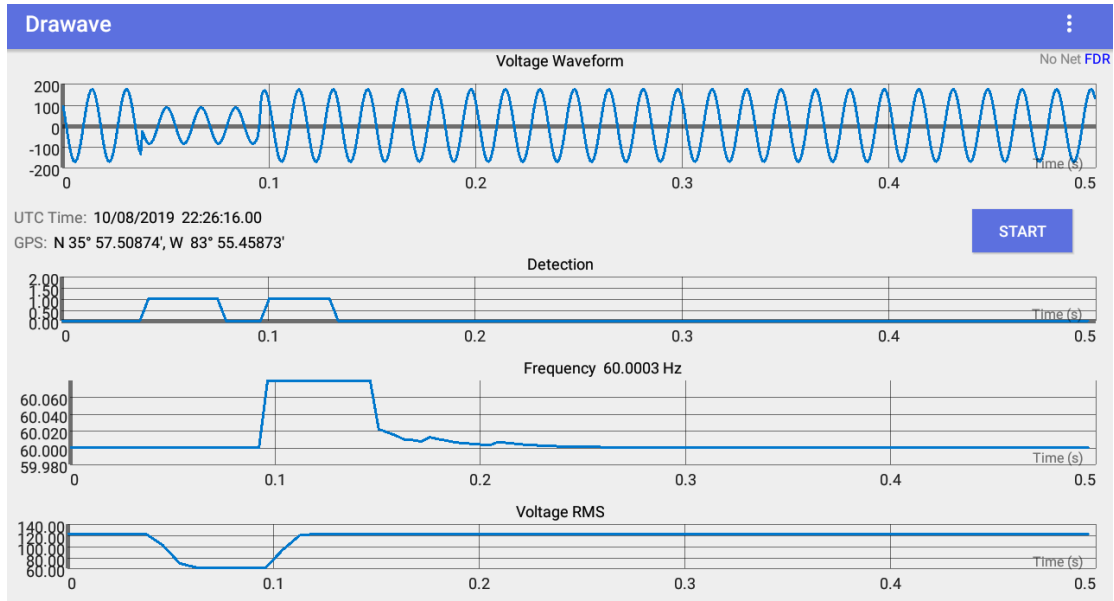 Drawave
Voltage Waveform
No Net FDR
200
100
0
-100
-200
Time (s)
0 0.1 0.2 0.3 0.4 0.5
UTC Time: 10/08/2019 22:26:16.00
START
GPS: N 35° 57.50874', W 83° 55.45873'
Detection
2.00
1.50
1.00
0.50
0.00
Time (s)
0 0.1 0.2 0.3 0.4 0.5
Frequency 60.0003 Hz
60.060
60.040
60.020
60.000
59.980
Time (s)
0 0.1 0.2 0.3 0.4 0.5
Voltage RMS
140.00
120.00
100.00
80.00
60.00
Time (s)
0 0.1 0.2 0.3 0.4 0.5